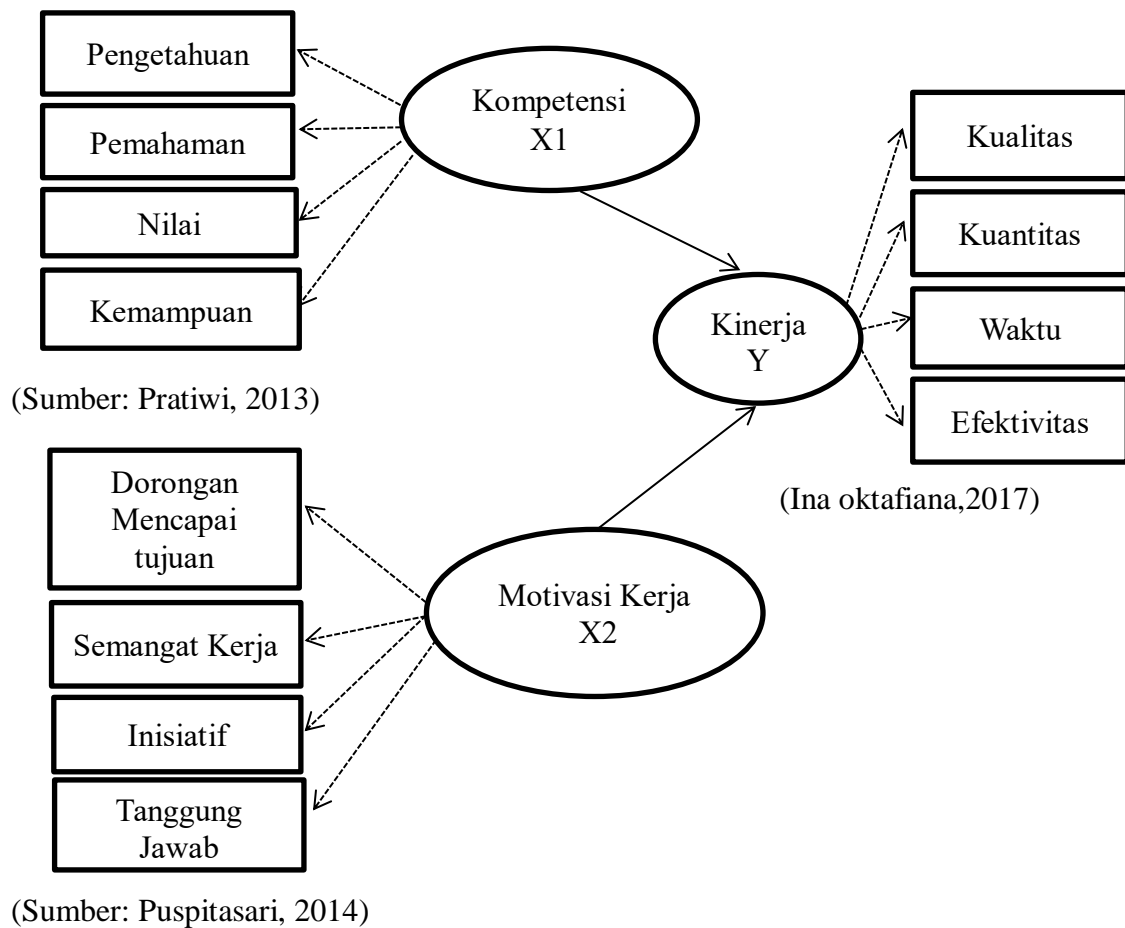 Pengetahuan
Pemahaman
Nilai
Kemampuan
(Sumber: Pratiwi, 2013)
Kompetensi
X1
Kinerja
Y
Kualitas
Kuantitas
Waktu
Efektivitas
(Ina oktafiana,2017)
Dorongan
Mencapai
tujuan
Semangat Kerja
Inisiatif
Tanggung
Jawab
(Sumber: Puspitasari, 2014)
Motivasi Kerja
X2